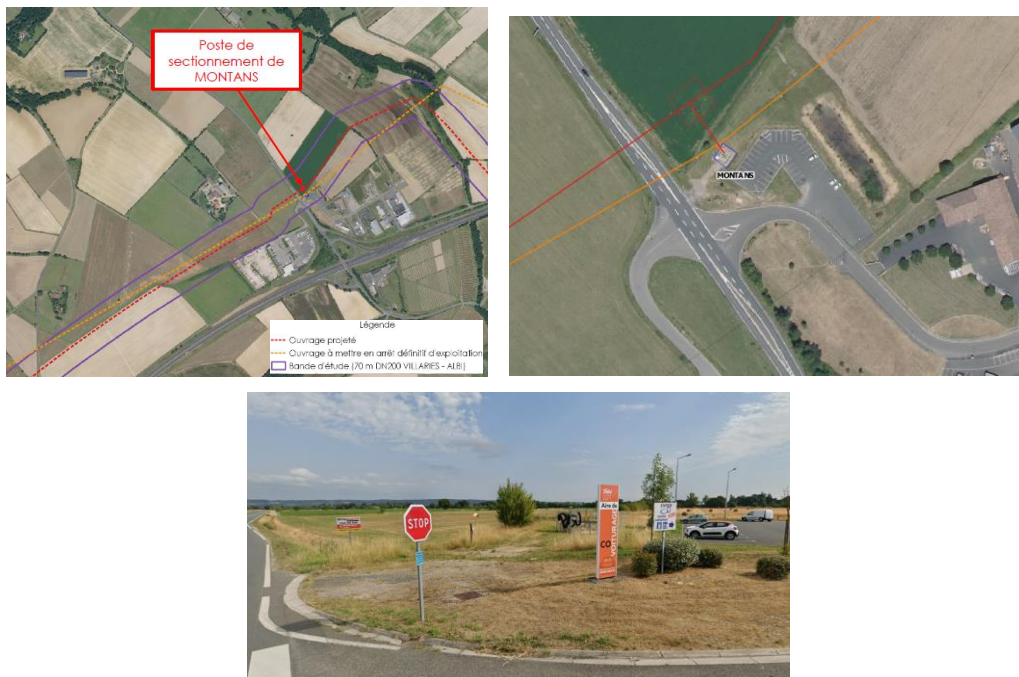 Poste de
sectionnement de
MONTANS
Légende
Ouvrage projeté
Ouvrage à mettre en arrêt définitif d'exploitation
Bande d'étude (70 m DN200 VILLARIES - ALBI)
MONTANS
STOP
Aire de
CO
VOITURAGE